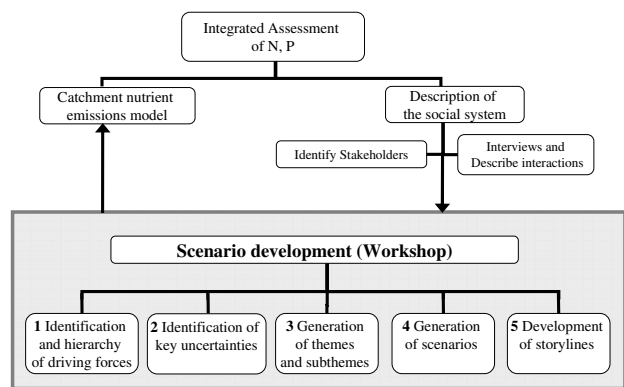 Integrated Assessment
of N, P
Catchment nutrient
emissions model
Description of
the social system
Identify Stakeholders
Interviews and
Describe interactions
Scenario development (Workshop)
1 Identification
and hierarchy
of driving forces
2 Identification of
key uncertainties
3 Generation
of themes
and subthemes
4 Generation
of scenarios
5 Development
of storylines